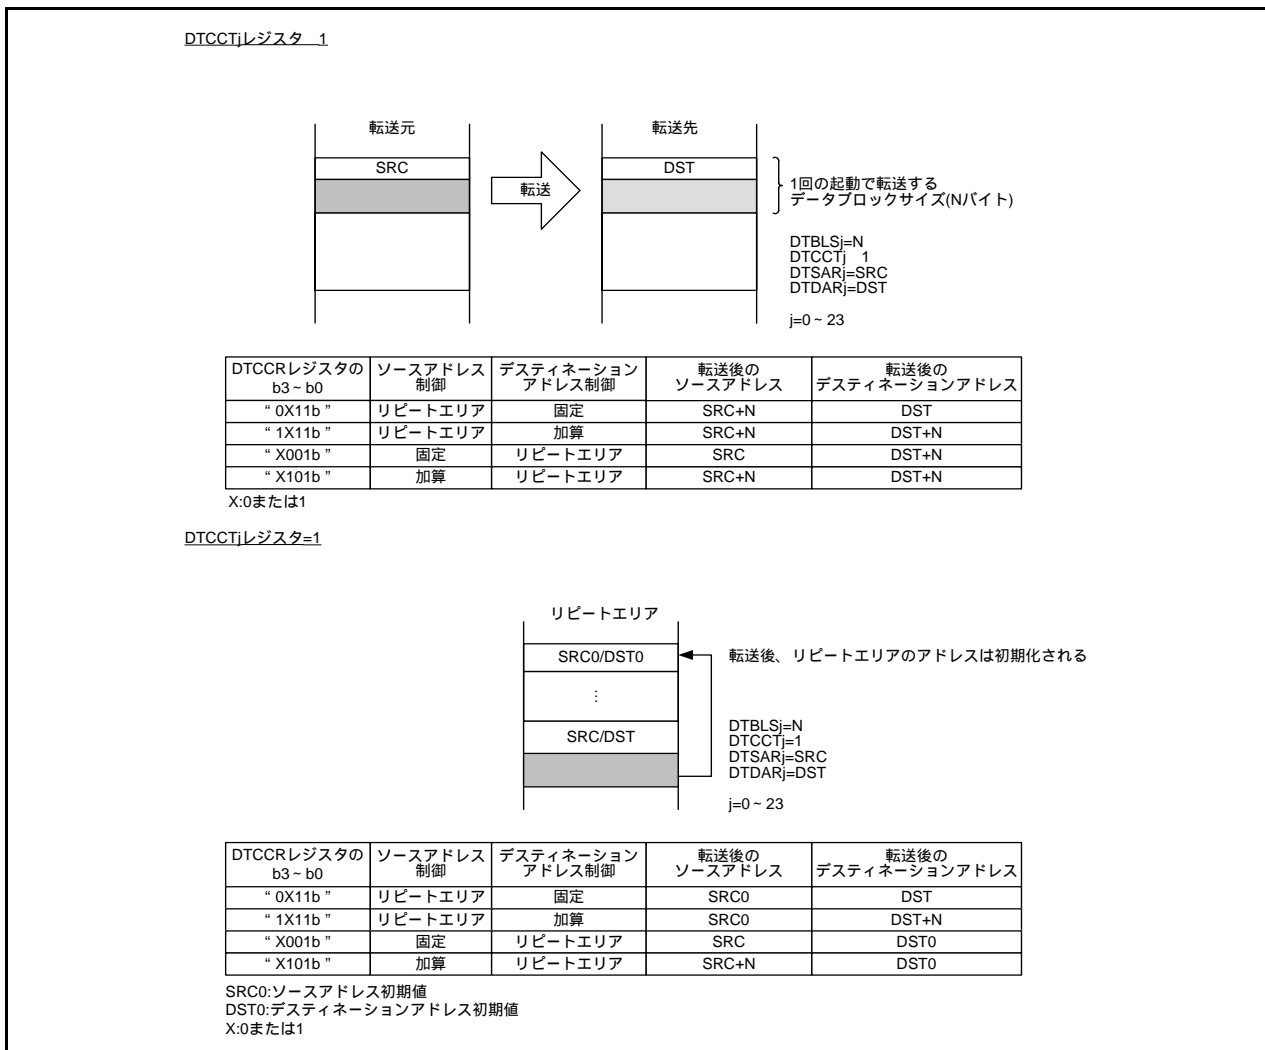 DTCCTjレジスタ 1
転送元
転送先
SRC
転送
DST
1回の起動で転送する
データブロックサイズ(Nバイト)
DTBLSj=N
DTCCTj 1
DTSARj=SRC
DTDARj=DST
j=0~23
DTCCRレジスタの b3~b0 ソースアドレス制御 デスティネーションアドレス制御 転送後のソースアドレス 転送後のデスティネーションアドレス
“0X11b” リピートエリア 固定 SRC+N DST
“1X11b” リピートエリア 加算 SRC+N DST+N
“X001b” 固定 リピートエリア SRC DST+N
“X101b” 加算 リピートエリア SRC+N DST+N
X:0または1
DTCCTjレジスタ=1
リピートエリア
SRC0/DST0
転送後、リピートエリアのアドレスは初期化される
⋮
SRC/DST
DTBLSj=N
DTCCTj=1
DTSARj=SRC
DTDARj=DST
j=0~23
DTCCRレジスタの b3~b0 ソースアドレス制御 デスティネーションアドレス制御 転送後のソースアドレス 転送後のデスティネーションアドレス
“0X11b” リピートエリア 固定 SRC0 DST
“1X11b” リピートエリア 加算 SRC0 DST+N
“X001b” 固定 リピートエリア SRC DST0
“X101b” 加算 リピートエリア SRC+N DST0
SRC0:ソースアドレス初期値
DST0:デスティネーションアドレス初期値
X:0または1